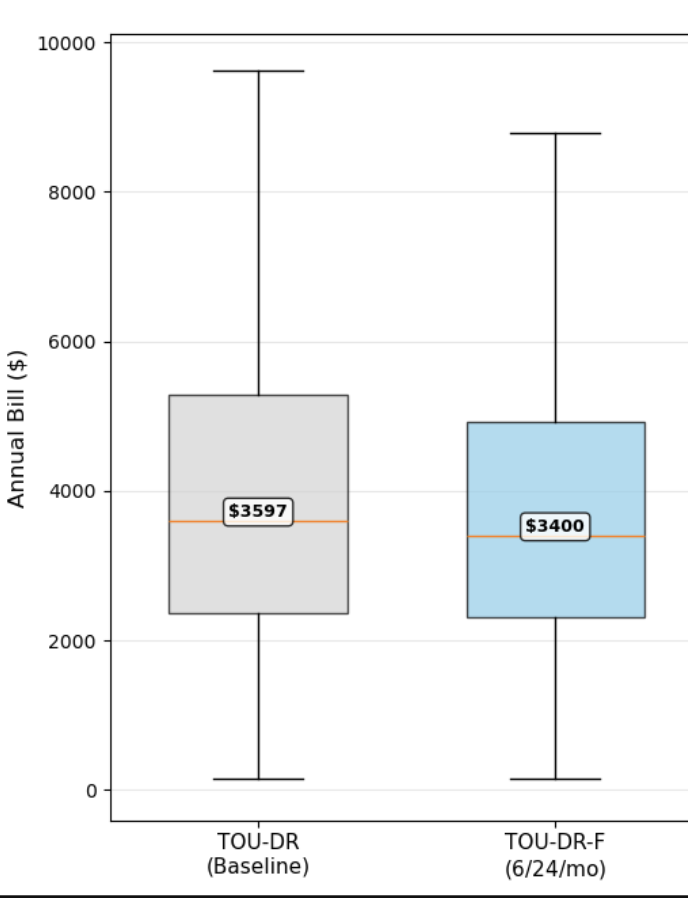 10000
8000
6000
4000
2000
0
Annual Bill ($)
$3597
$3400
TOU-DR
(Baseline)
TOU-DR-F
(6/24/mo)